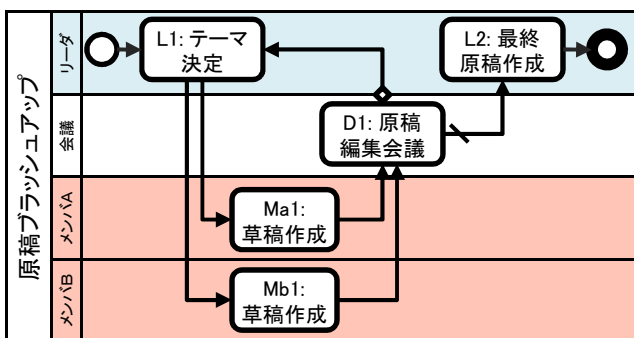 原稿ブラッシュアップ
リーダ
L1: テーマ
決定
L2: 最終
原稿作成
会議
D1: 原稿
編集会議
メンバA
Ma1:
草稿作成
メンバB
Mb1:
草稿作成